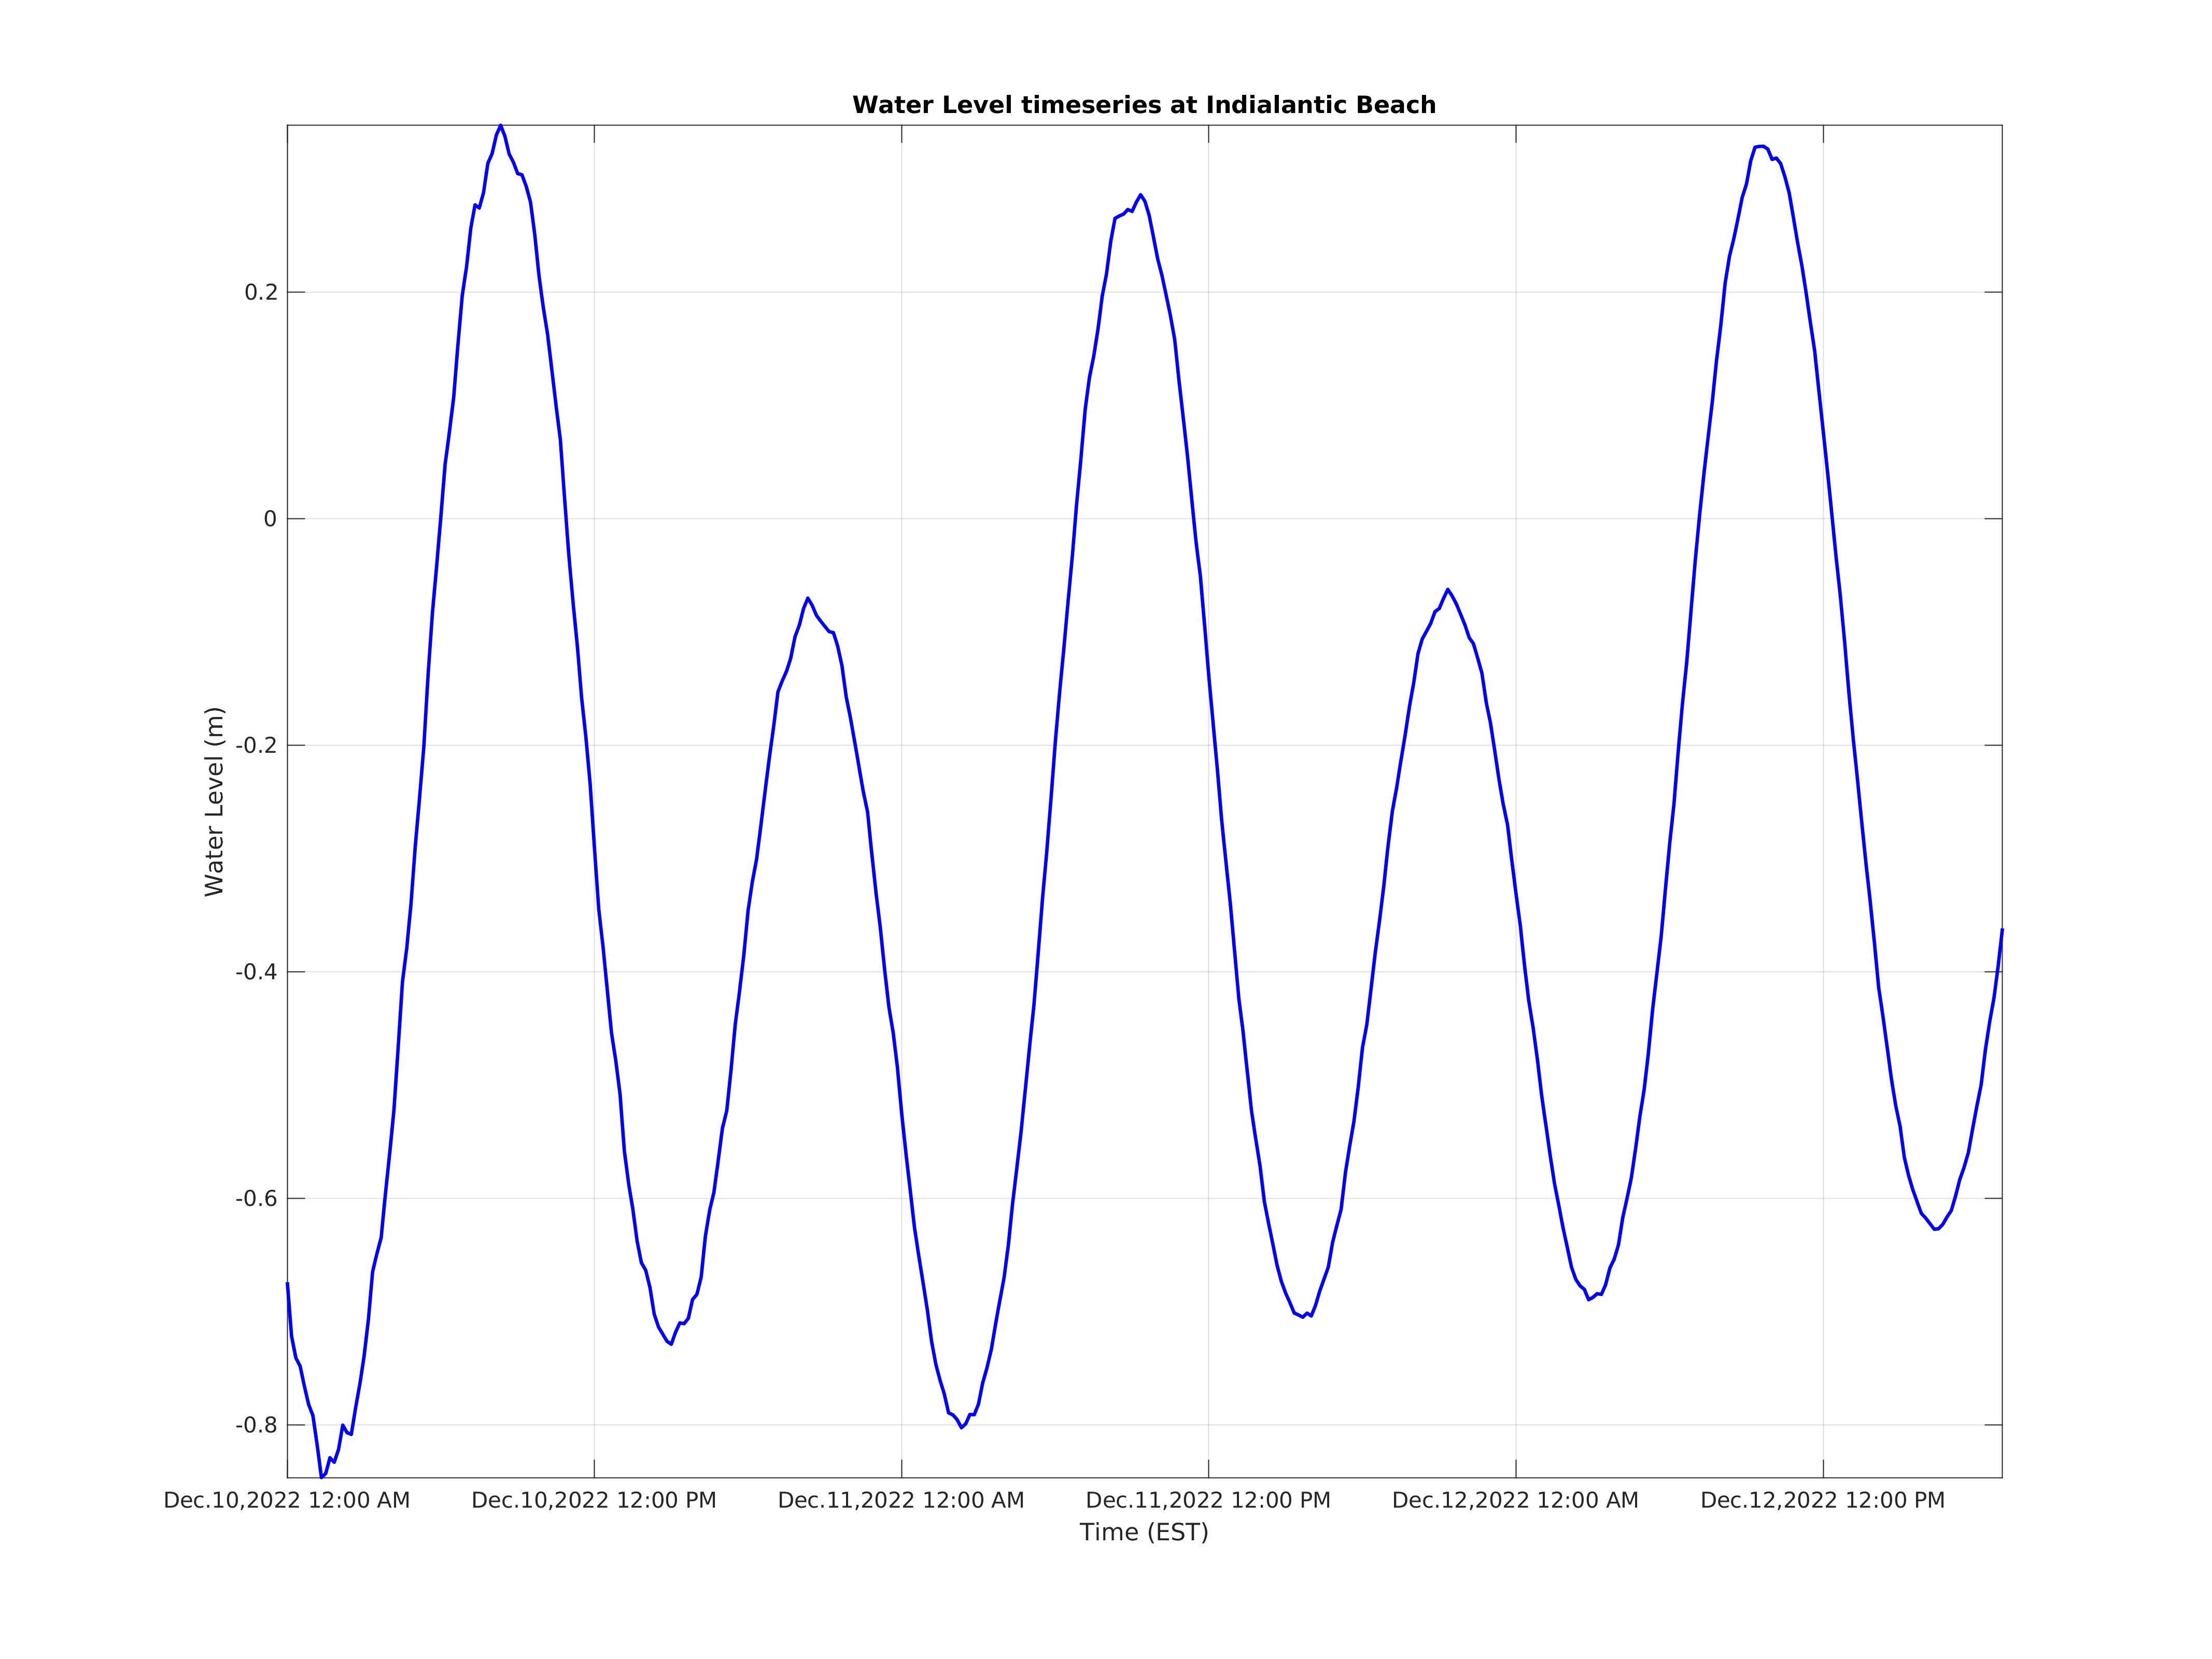 Water Level timeseries at Indialantic Beach
0.2
0
-0.2
-0.4
-0.6
-0.8
Water Level (m)
Dec.10,2022 12:00 AM Dec.10,2022 12:00 PM Dec.11,2022 12:00 AM Dec.11,2022 12:00 PM Dec.12,2022 12:00 AM Dec.12,2022 12:00 PM
Time (EST)